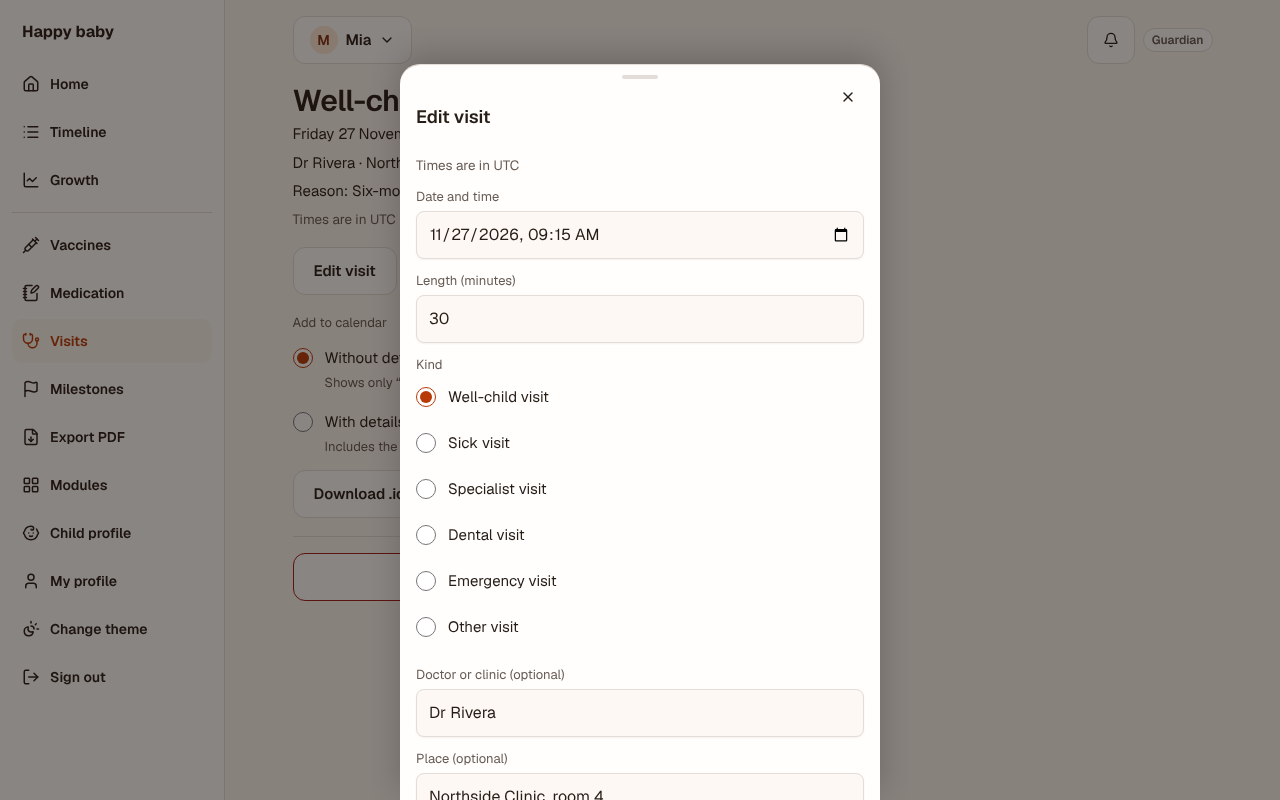 Happy baby
Home
Timeline
Growth
Vaccines
Medication
Visits
Milestones
Export PDF
Modules
Child profile
My profile
Change theme
Sign out
M Mia
Guardian
Well-ch
Friday 27 Noven
Dr Rivera · North
Reason: Six-mo
Times are in UTC
Edit visit
Add to calendar
Without de
Shows only “
With details
Includes the
Download .ic
Edit visit
Times are in UTC
Date and time
11/27/2026, 09:15 AM
Length (minutes)
30
Kind
Well-child visit
Sick visit
Specialist visit
Dental visit
Emergency visit
Other visit
Doctor or clinic (optional)
Dr Rivera
Place (optional)
Northside Clinic, room 4